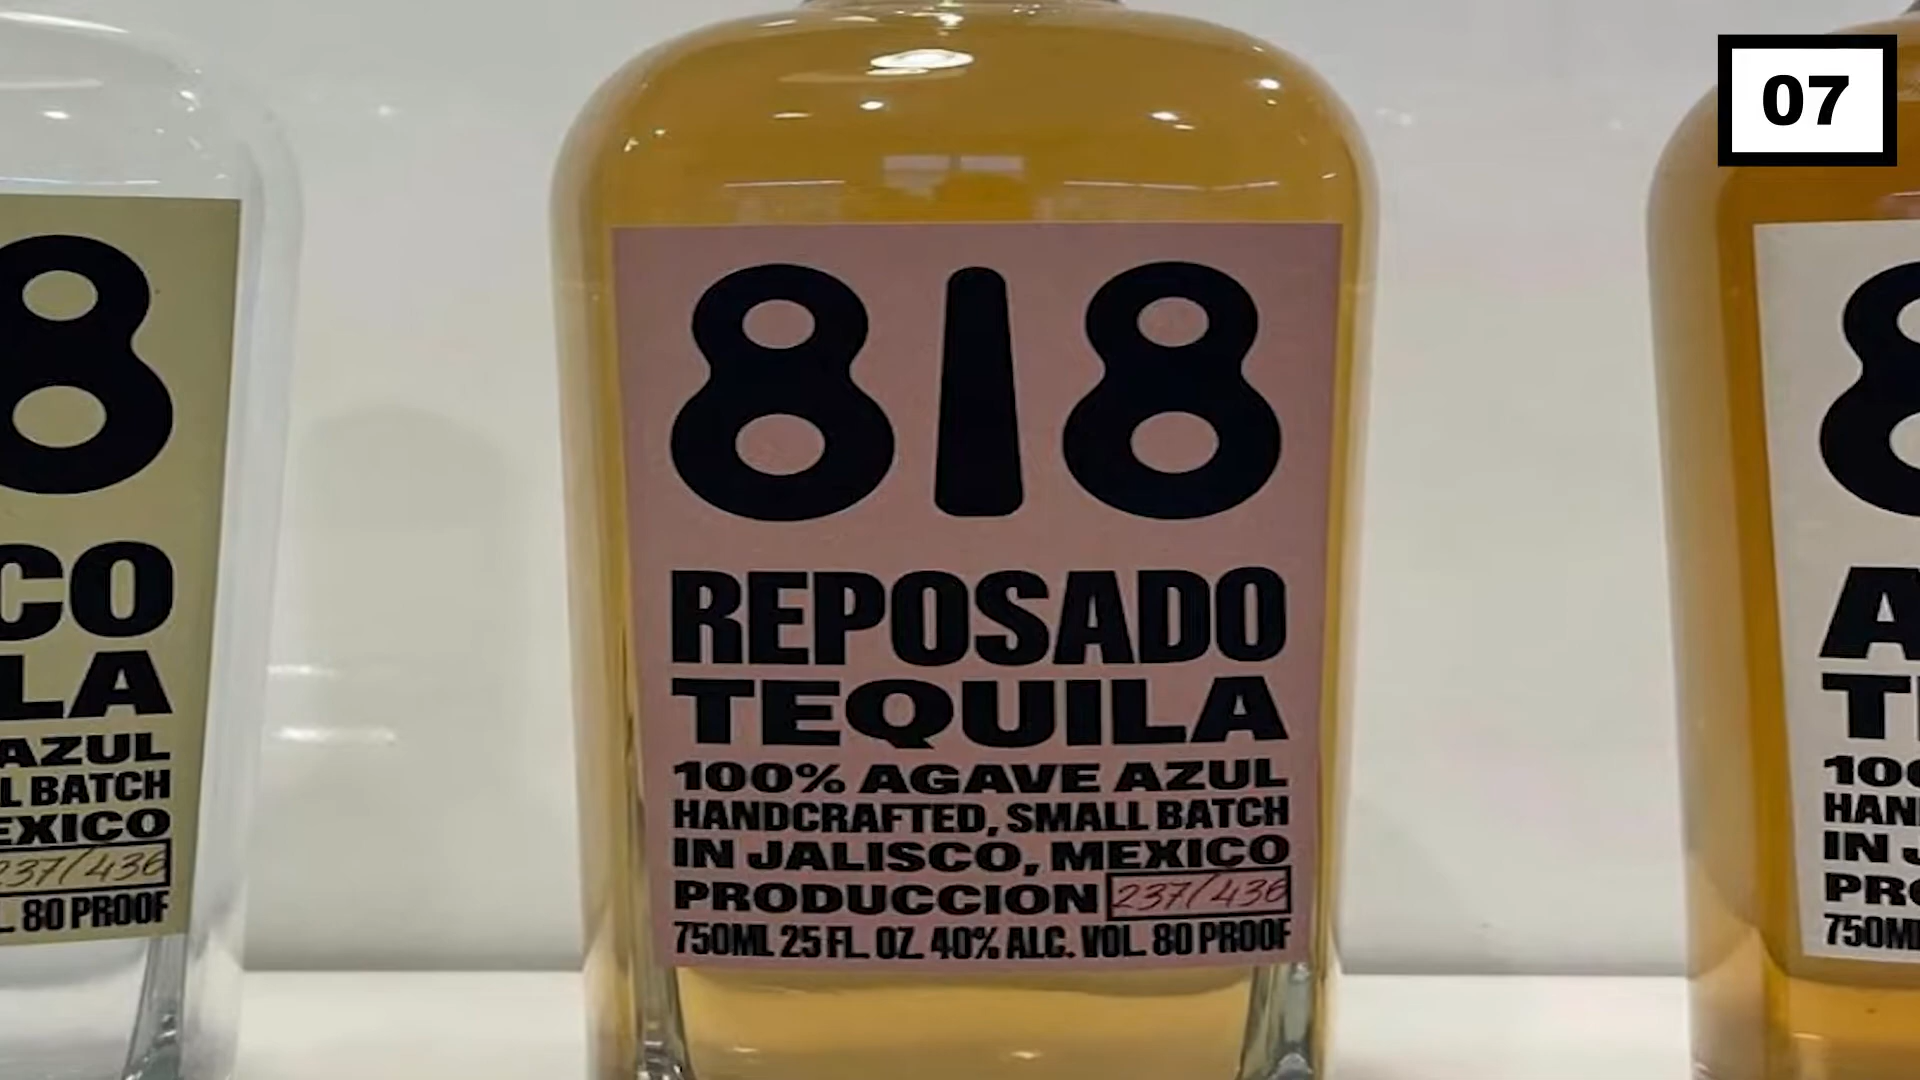 07
8
CO
LA
AZUL
L BATCH
EXICO
237/436
L. 80 PROOF
818
REPOSADO
TEQUILA
100% AGAVE AZUL
HANDCRAFTED, SMALL BATCH
IN JALISCO, MEXICO
PRODUCCION 237/436
750ML 25 FL. OZ. 40% ALC. VOL. 80 PROOF
8
A
T
100
HAN
IN J
PRO
750M